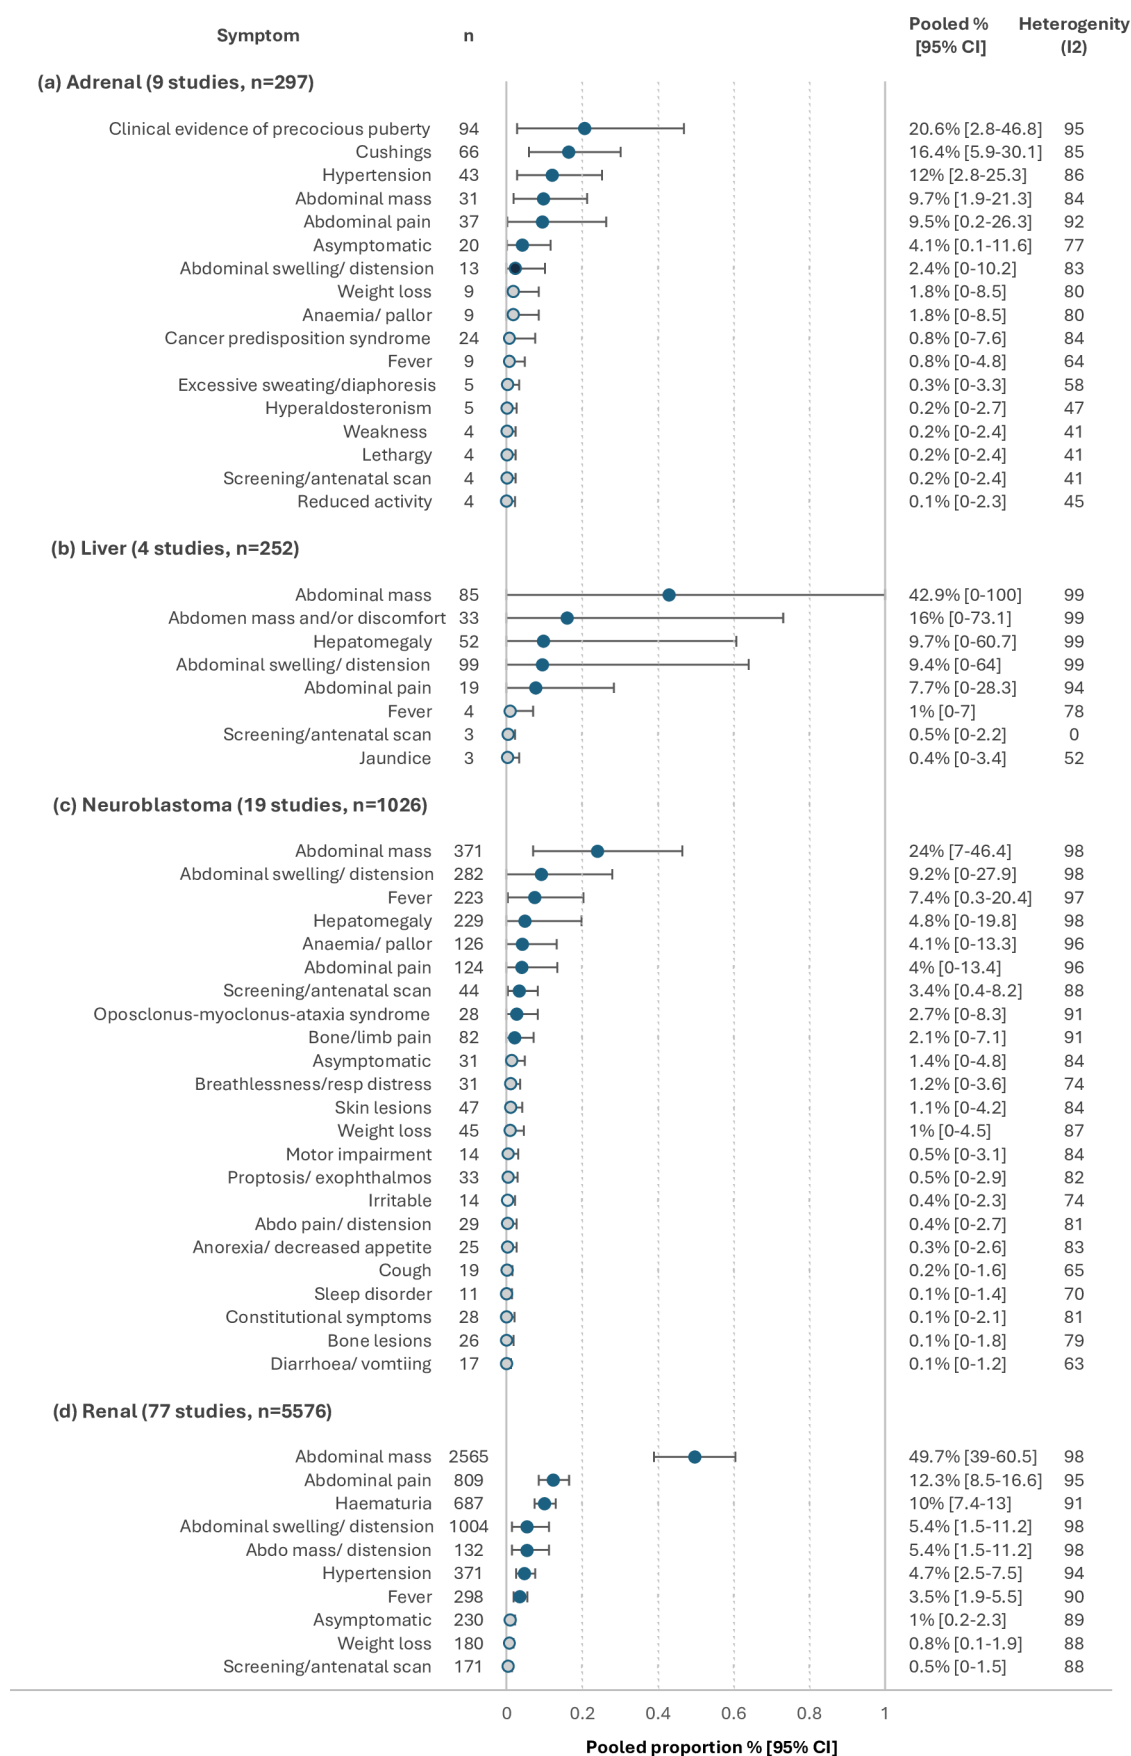 Symptom n Pooled % Heterogenity
[95% CI] (I2)
(a) Adrenal (9 studies, n=297)
Clinical evidence of precocious puberty 94 20.6% [2.8-46.8] 95
Cushings 66 16.4% [5.9-30.1] 85
Hypertension 43 12% [2.8-25.3] 86
Abdominal mass 31 9.7% [1.9-21.3] 84
Abdominal pain 37 9.5% [0.2-26.3] 92
Asymptomatic 20 4.1% [0.1-11.6] 77
Abdominal swelling/ distension 13 2.4% [0-10.2] 83
Weight loss 9 1.8% [0-8.5] 80
Anaemia/ pallor 9 1.8% [0-8.5] 80
Cancer predisposition syndrome 24 0.8% [0-7.6] 84
Fever 9 0.8% [0-4.8] 64
Excessive sweating/diaphoresis 5 0.3% [0-3.3] 58
Hyperaldosteronism 5 0.2% [0-2.7] 47
Weakness 4 0.2% [0-2.4] 41
Lethargy 4 0.2% [0-2.4] 41
Screening/antenatal scan 4 0.2% [0-2.4] 41
Reduced activity 4 0.1% [0-2.3] 45
(b) Liver (4 studies, n=252)
Abdominal mass 85 42.9% [0-100] 99
Abdomen mass and/or discomfort 33 16% [0-73.1] 99
Hepatomegaly 52 9.7% [0-60.7] 99
Abdominal swelling/ distension 99 9.4% [0-64] 99
Abdominal pain 19 7.7% [0-28.3] 94
Fever 4 1% [0-7] 78
Screening/antenatal scan 3 0.5% [0-2.2] 0
Jaundice 3 0.4% [0-3.4] 52
(c) Neuroblastoma (19 studies, n=1026)
Abdominal mass 371 24% [7-46.4] 98
Abdominal swelling/ distension 282 9.2% [0-27.9] 98
Fever 223 7.4% [0.3-20.4] 97
Hepatomegaly 229 4.8% [0-19.8] 98
Anaemia/ pallor 126 4.1% [0-13.3] 96
Abdominal pain 124 4% [0-13.4] 96
Screening/antenatal scan 44 3.4% [0.4-8.2] 88
Oposclonus-myoclonus-ataxia syndrome 28 2.7% [0-8.3] 91
Bone/limb pain 82 2.1% [0-7.1] 91
Asymptomatic 31 1.4% [0-4.8] 84
Breathlessness/resp distress 31 1.2% [0-3.6] 74
Skin lesions 47 1.1% [0-4.2] 84
Weight loss 45 1% [0-4.5] 87
Motor impairment 14 0.5% [0-3.1] 84
Proptosis/ exophthalmos 33 0.5% [0-2.9] 82
Irritable 14 0.4% [0-2.3] 74
Abdo pain/ distension 29 0.4% [0-2.7] 81
Anorexia/ decreased appetite 25 0.3% [0-2.6] 83
Cough 19 0.2% [0-1.6] 65
Sleep disorder 11 0.1% [0-1.4] 70
Constitutional symptoms 28 0.1% [0-2.1] 81
Bone lesions 26 0.1% [0-1.8] 79
Diarrhoea/ vomtiing 17 0.1% [0-1.2] 63
(d) Renal (77 studies, n=5576)
Abdominal mass 2565 49.7% [39-60.5] 98
Abdominal pain 809 12.3% [8.5-16.6] 95
Haematuria 687 10% [7.4-13] 91
Abdominal swelling/ distension 1004 5.4% [1.5-11.2] 98
Abdo mass/ distension 132 5.4% [1.5-11.2] 98
Hypertension 371 4.7% [2.5-7.5] 94
Fever 298 3.5% [1.9-5.5] 90
Asymptomatic 230 1% [0.2-2.3] 89
Weight loss 180 0.8% [0.1-1.9] 88
Screening/antenatal scan 171 0.5% [0-1.5] 88
0 0.2 0.4 0.6 0.8 1
Pooled proportion % [95% CI]